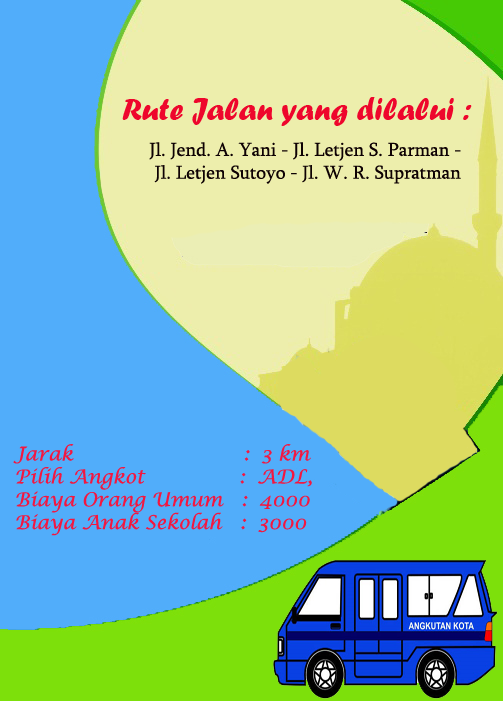 Rute Jalan yang dilalui :
Jl. Jend. A. Yani - Jl. Letjen S. Parman -
Jl. Letjen Sutoyo - Jl. W. R. Supratman
Jarak : 3 km
Pilih Angkot : ADL,
Biaya Orang Umum : 4000
Biaya Anak Sekolah : 3000
ANGKUTAN KOTA